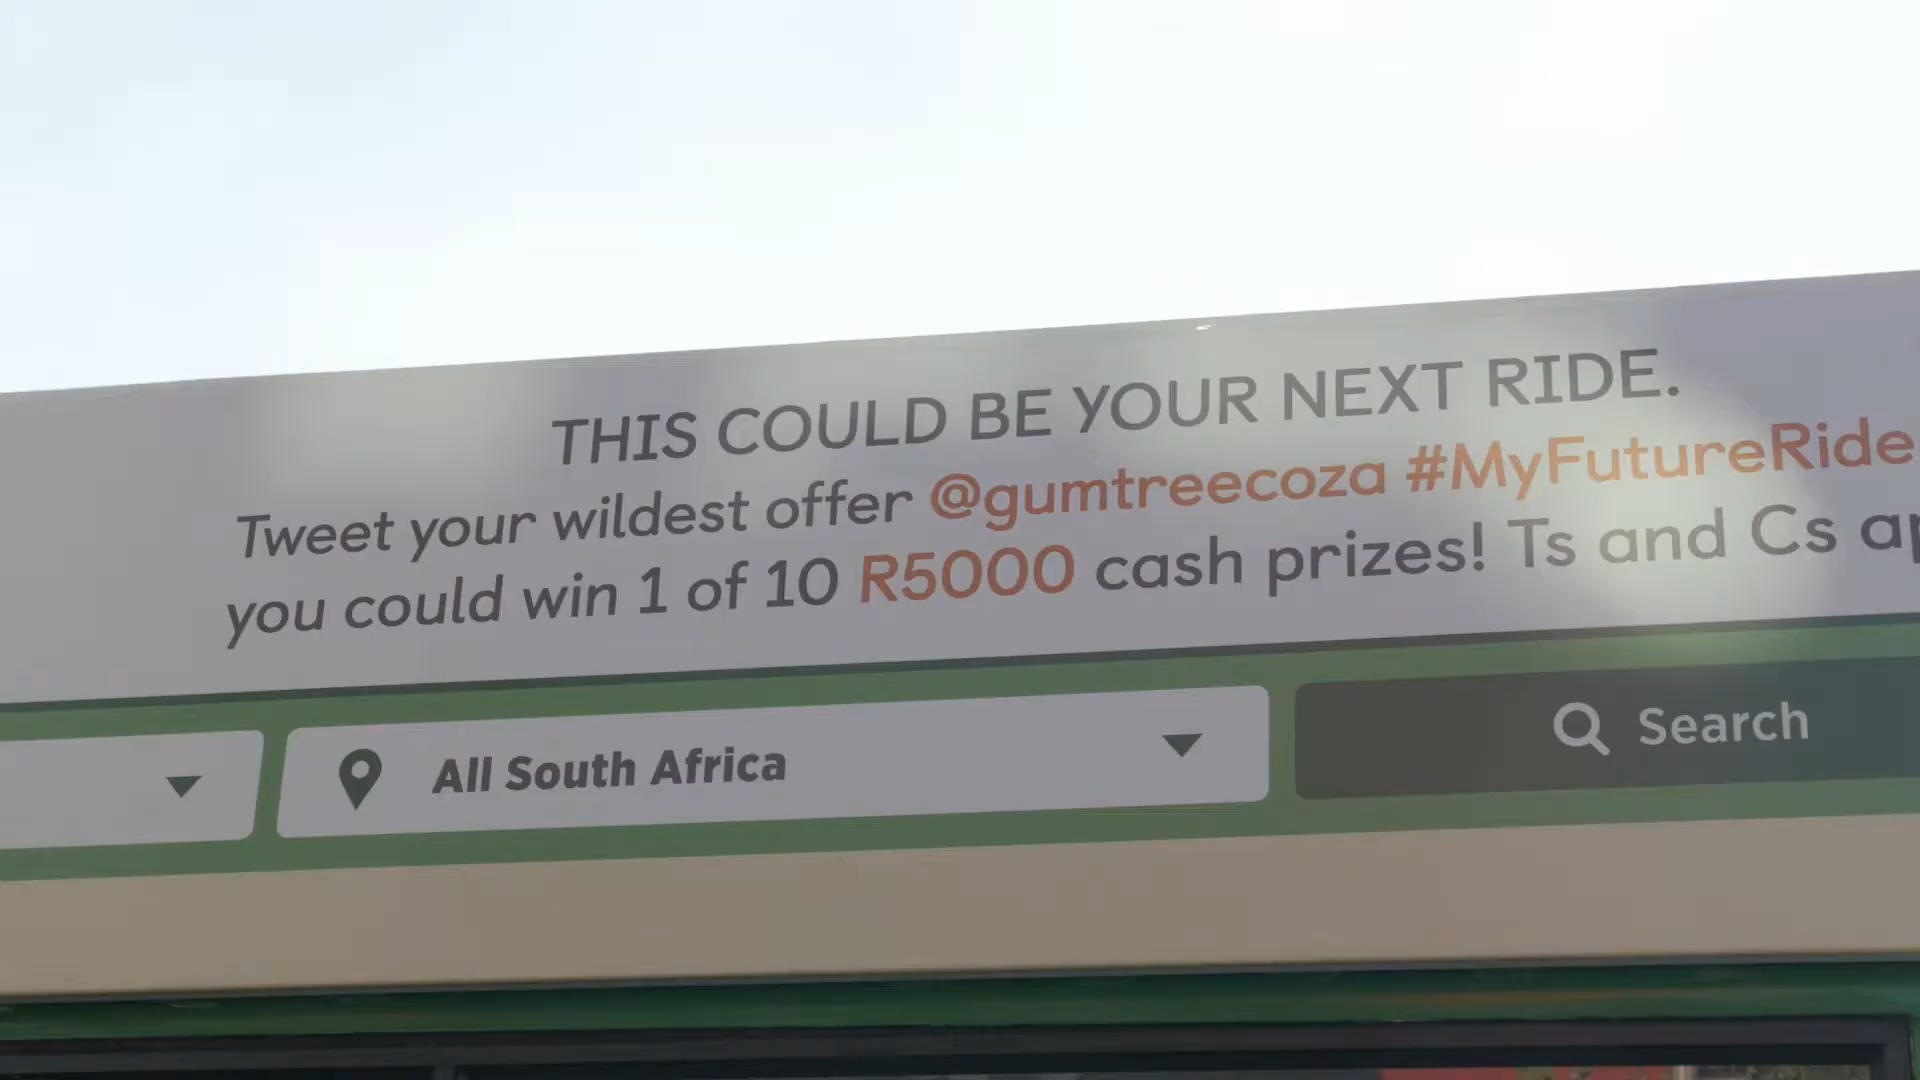 THIS COULD BE YOUR NEXT RIDE.
Tweet your wildest offer @gumtreecoza #MyFutureRide
you could win 1 of 10 R5000 cash prizes! Ts and Cs
All South Africa
Search